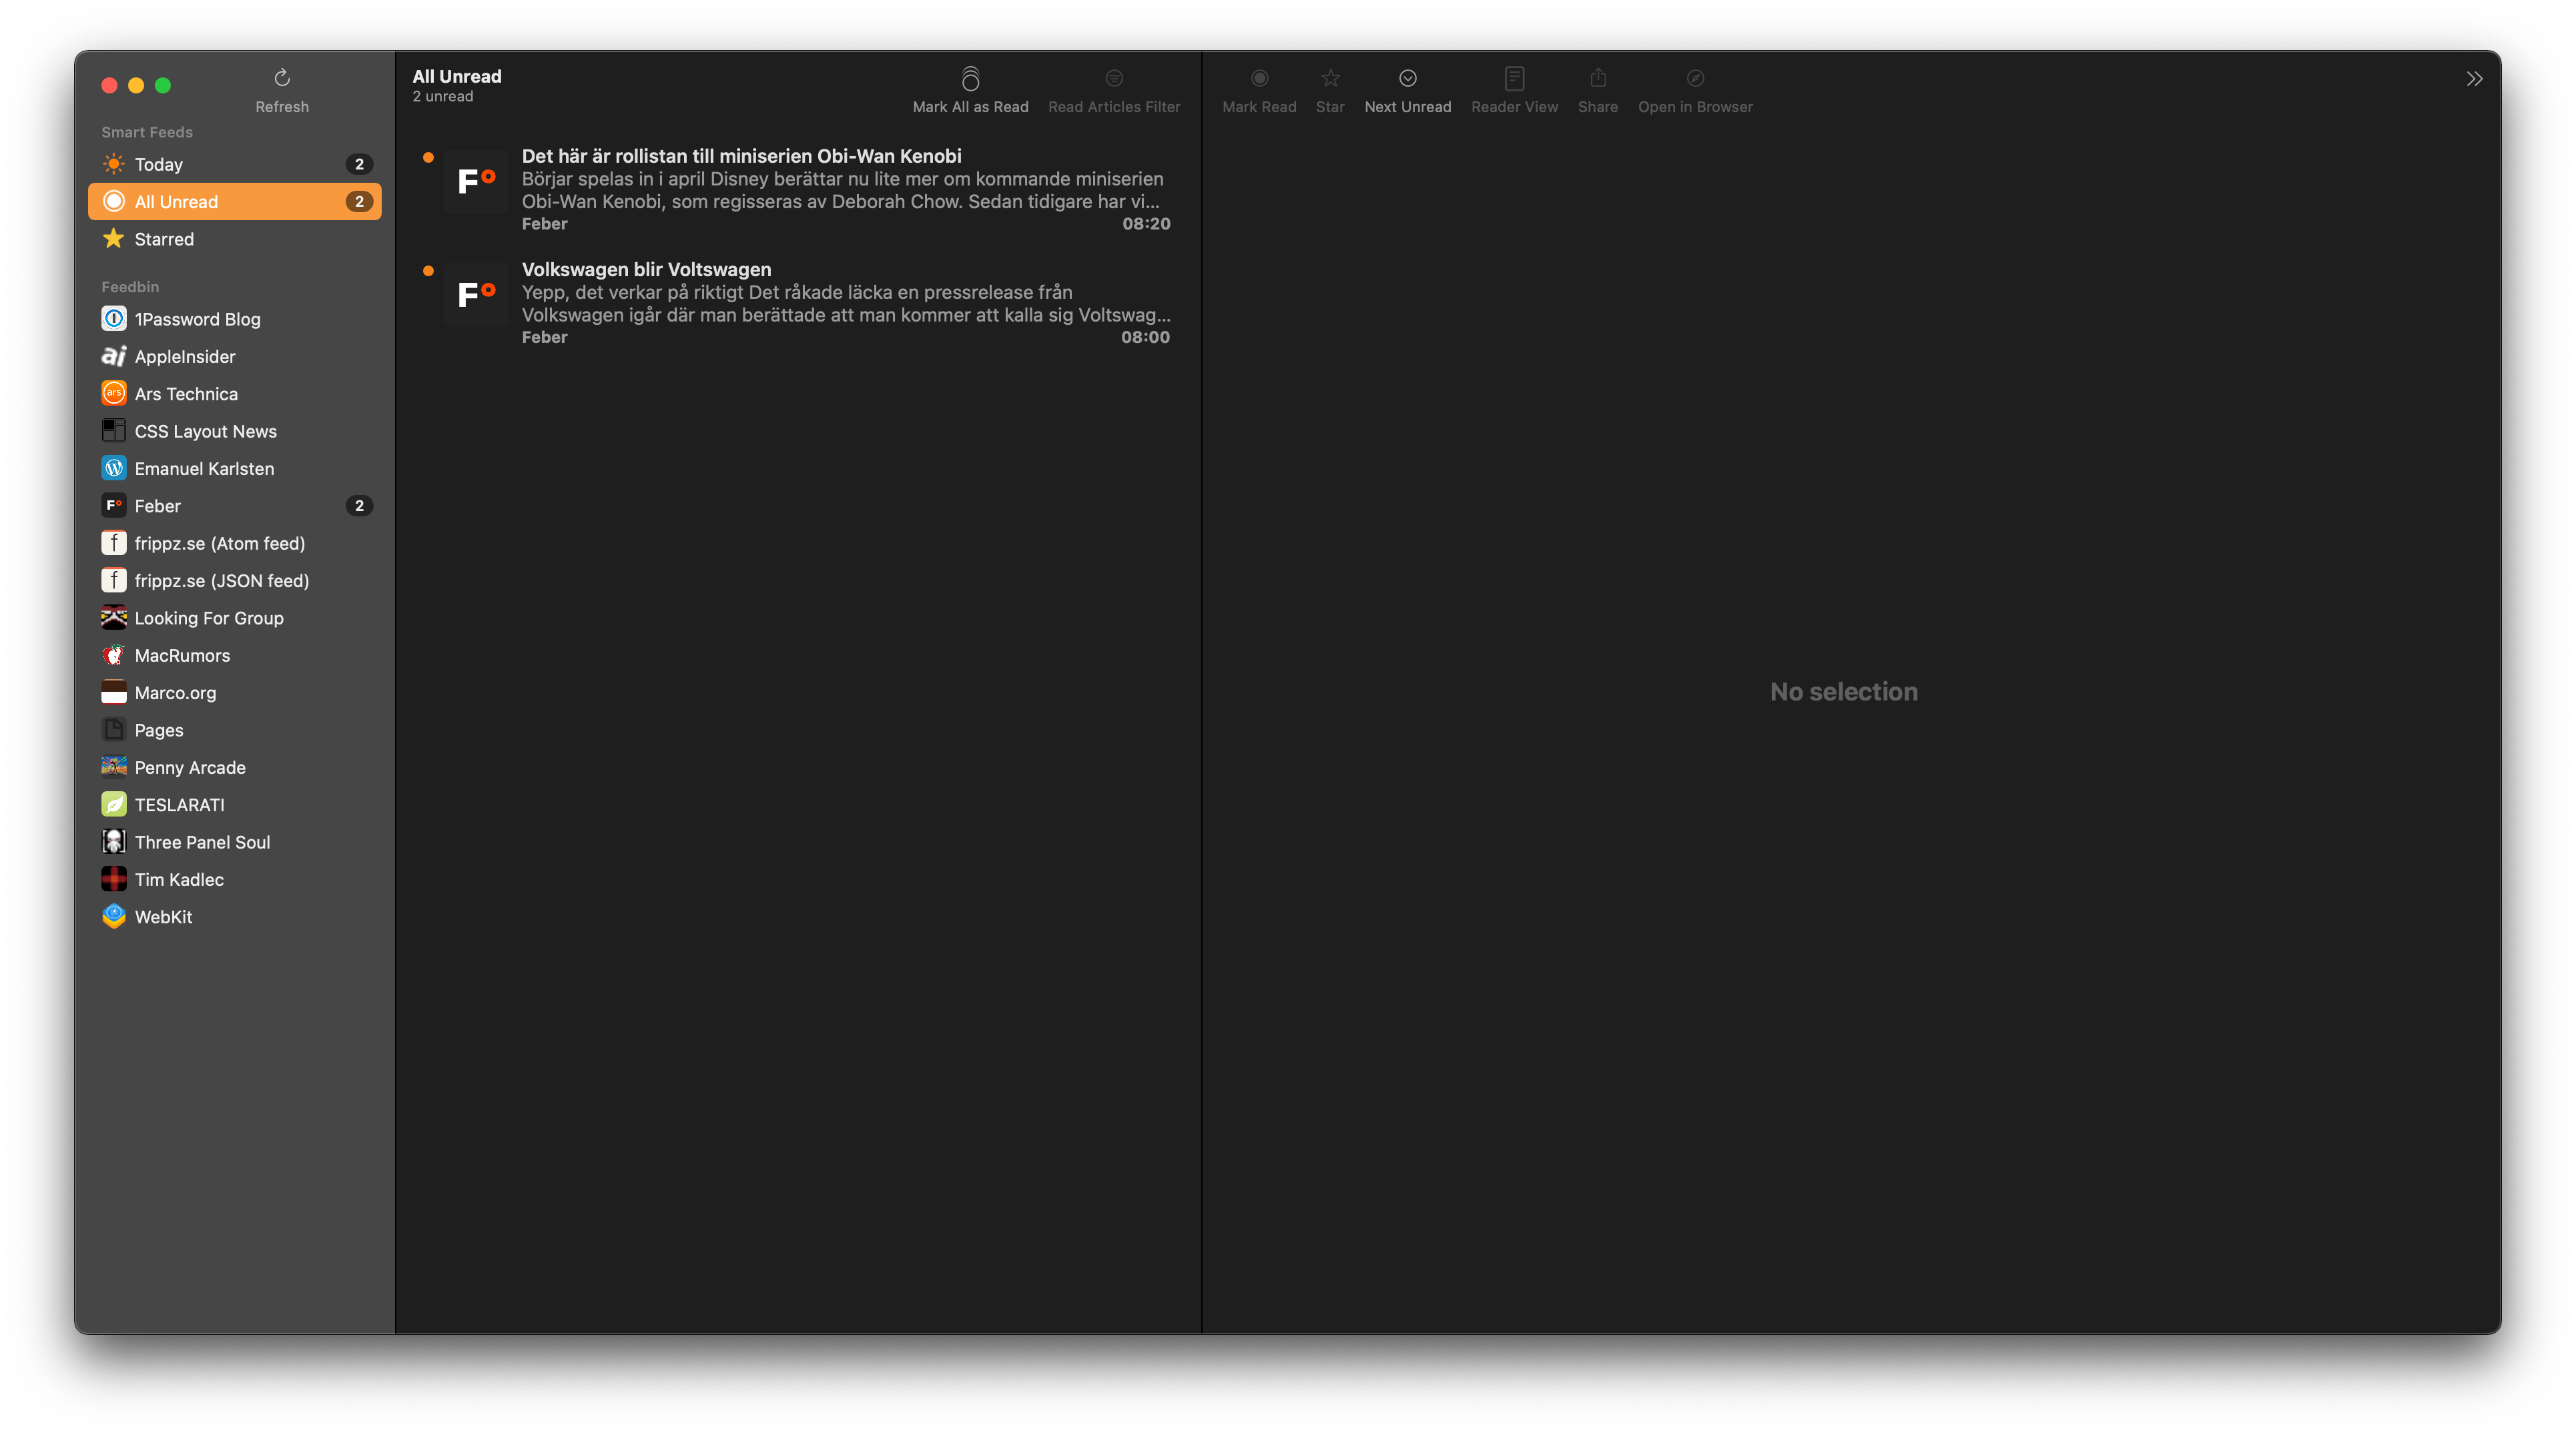 Refresh
Smart Feeds
Today 2
All Unread 2
Starred
Feedbin
1Password Blog
AppleInsider
Ars Technica
CSS Layout News
Emanuel Karlsten
Feber 2
frippz.se (Atom feed)
frippz.se (JSON feed)
Looking For Group
MacRumors
Marco.org
Pages
Penny Arcade
TESLARATI
Three Panel Soul
Tim Kadlec
WebKit
All Unread
2 unread
Mark All as Read
Read Articles Filter
F°
Det här är rollistan till miniserien Obi-Wan Kenobi
Börjar spelas in i april Disney berättar nu lite mer om kommande miniserien
Obi-Wan Kenobi, som regisseras av Deborah Chow. Sedan tidigare har vi...
Feber 08:20
F°
Volkswagen blir Voltswagen
Yepp, det verkar på riktigt Det råkade läcka en pressrelease från
Volkswagen igår där man berättade att man kommer att kalla sig Voltswag...
Feber 08:00
Mark Read
Star
Next Unread
Reader View
Share
Open in Browser
No selection